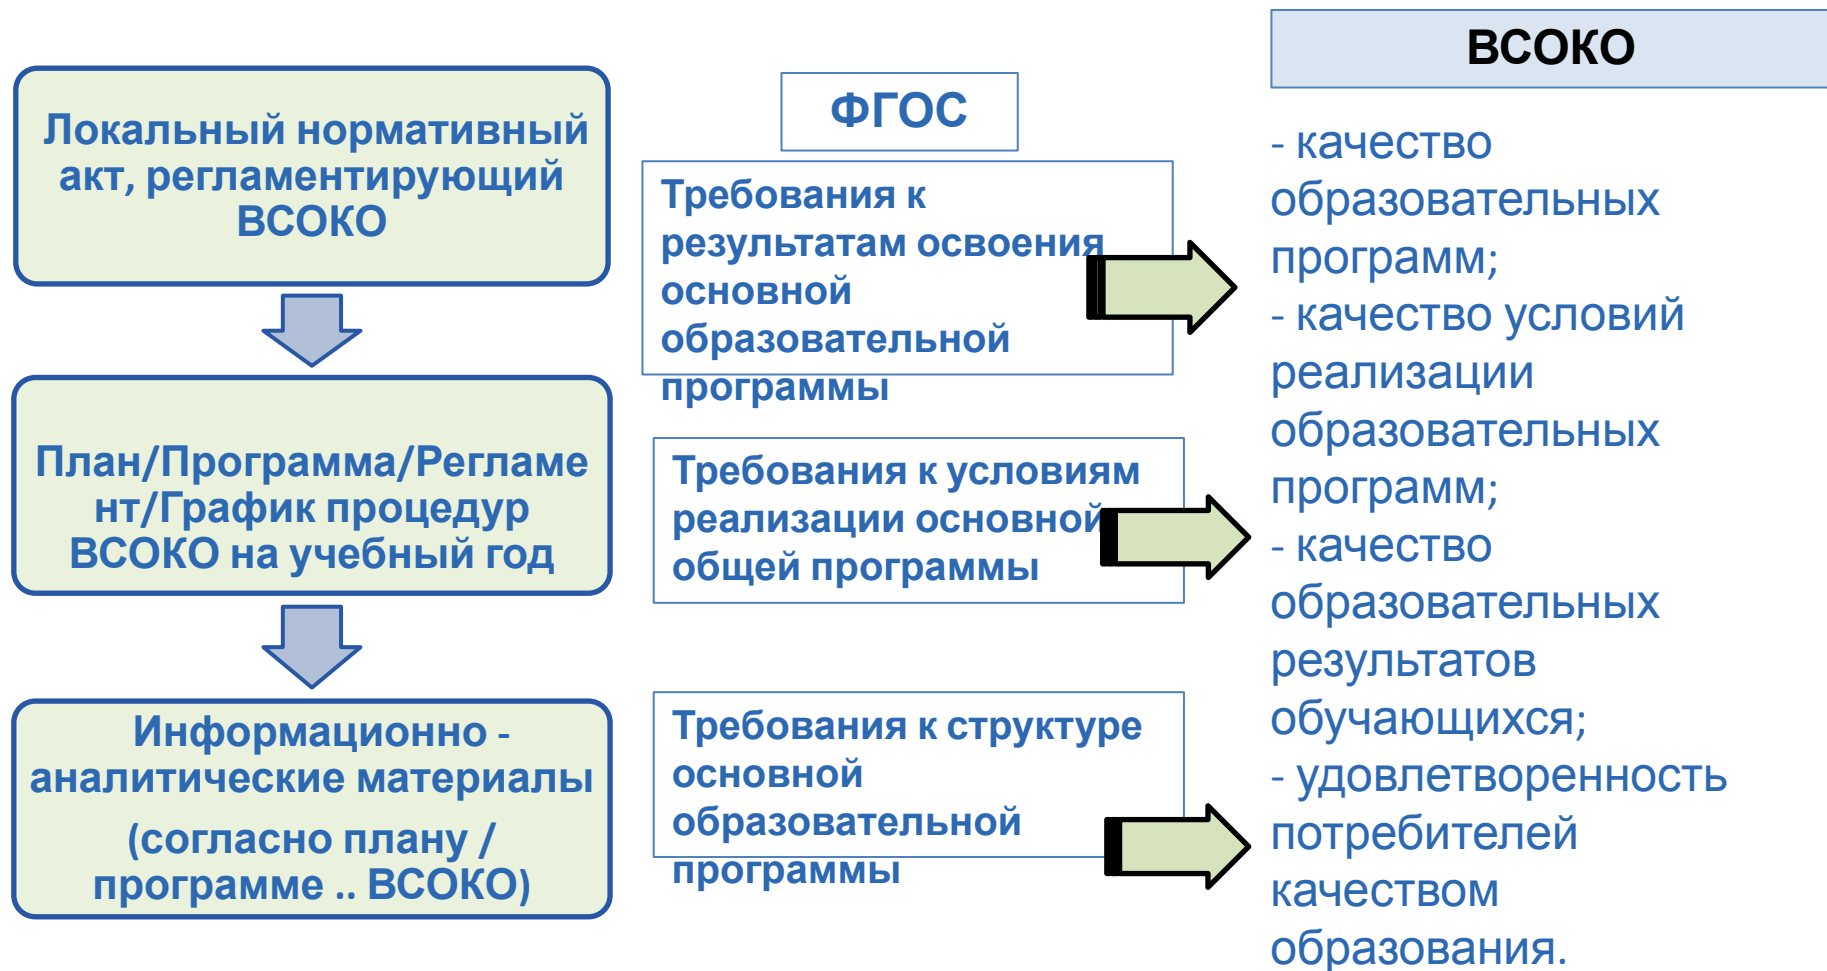 Локальный нормативный
акт, регламентирующий
ВСОКО
План/Программа/Регламе
нт/График процедур
ВСОКО на учебный год
Информационно -
аналитические материалы
(согласно плану /
программе .. ВСОКО)
ФГОС
Требования к
результатам освоения
основной
образовательной
программы
Требования к условиям
реализации основной
общей программы
Требования к структуре
основной
образовательной
программы
ВСОКО
- качество
образовательных
программ;
- качество условий
реализации
образовательных
программ;
- качество
образовательных
результатов
обучающихся;
- удовлетворенность
потребителей
качеством
образования.